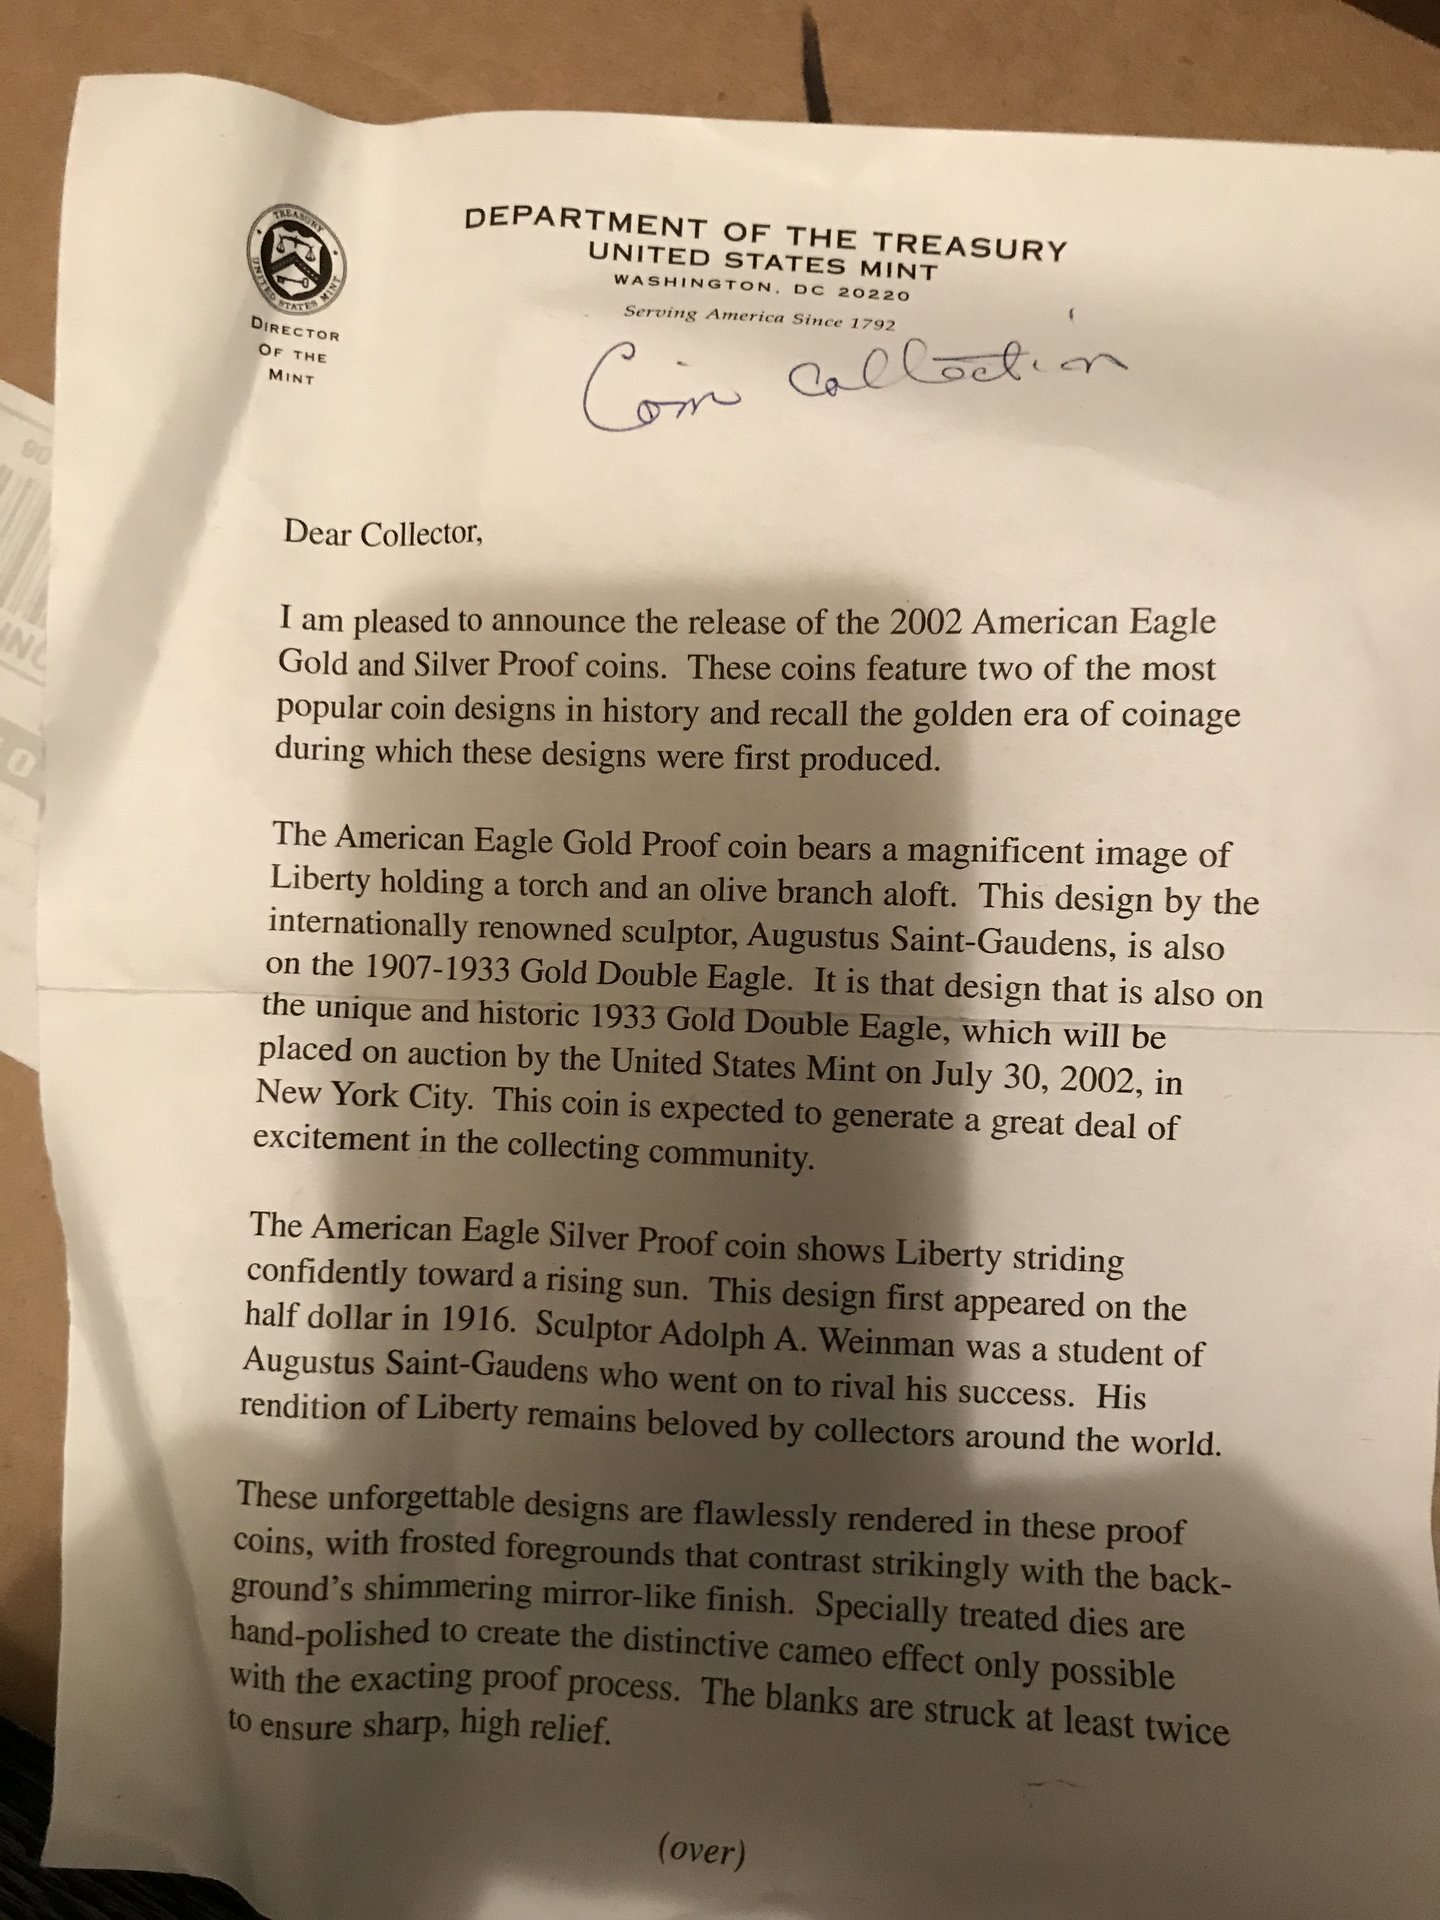 TREASURY
UNITED STATES MINT
DIRECTOR
OF THE
MINT
DEPARTMENT OF THE TREASURY
UNITED STATES MINT
WASHINGTON, DC 20220
Serving America Since 1792
Coin Collection
Dear Collector,
I am pleased to announce the release of the 2002 American Eagle
Gold and Silver Proof coins. These coins feature two of the most
popular coin designs in history and recall the golden era of coinage
during which these designs were first produced.
The American Eagle Gold Proof coin bears a magnificent image of
Liberty holding a torch and an olive branch aloft. This design by the
internationally renowned sculptor, Augustus Saint-Gaudens, is also
on the 1907-1933 Gold Double Eagle. It is that design that is also on
the unique and historic 1933 Gold Double Eagle, which will be
placed on auction by the United States Mint on July 30, 2002, in
New York City. This coin is expected to generate a great deal of
excitement in the collecting community.
The American Eagle Silver Proof coin shows Liberty striding
confidently toward a rising sun. This design first appeared on the
half dollar in 1916. Sculptor Adolph A. Weinman was a student of
Augustus Saint-Gaudens who went on to rival his success. His
rendition of Liberty remains beloved by collectors around the world.
These unforgettable designs are flawlessly rendered in these proof
coins, with frosted foregrounds that contrast strikingly with the back-
ground's shimmering mirror-like finish. Specially treated dies are
hand-polished to create the distinctive cameo effect only possible
with the exacting proof process. The blanks are struck at least twice
to ensure sharp, high relief.
(over)